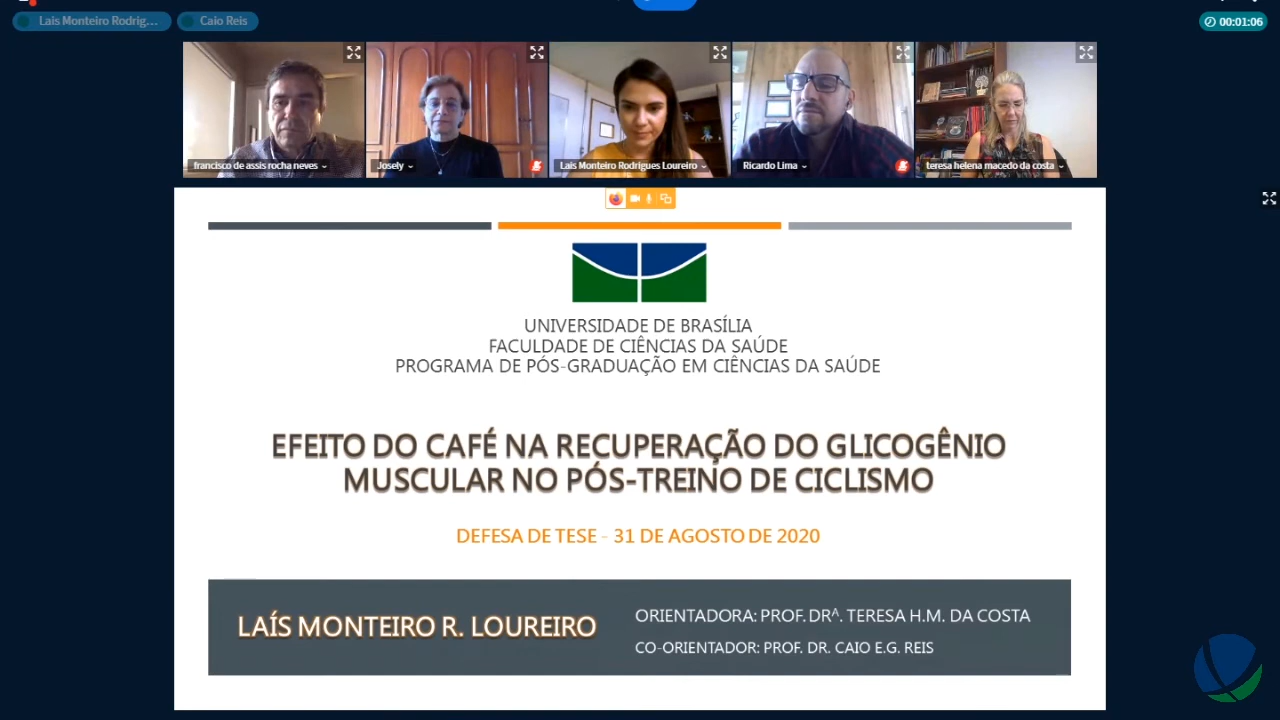 Lais Monteiro Rodrig...
Caio Reis
00:01:06
francisco de assis rocha neves
Josely
Lais Monteiro Rodrigues Loureiro
Ricardo Lima
teresa helena macedo da costa
UNIVERSIDADE DE BRASÍLIA
FACULDADE DE CIÊNCIAS DA SAÚDE
PROGRAMA DE PÓS-GRADUAÇÃO EM CIÊNCIAS DA SAÚDE
EFEITO DO CAFÉ NA RECUPERAÇÃO DO GLICOGÊNIO
MUSCULAR NO PÓS-TREINO DE CICLISMO
DEFESA DE TESE - 31 DE AGOSTO DE 2020
LAÍS MONTEIRO R. LOUREIRO
ORIENTADORA: PROF. DRª. TERESA H.M. DA COSTA
CO-ORIENTADOR: PROF. DR. CAIO E.G. REIS